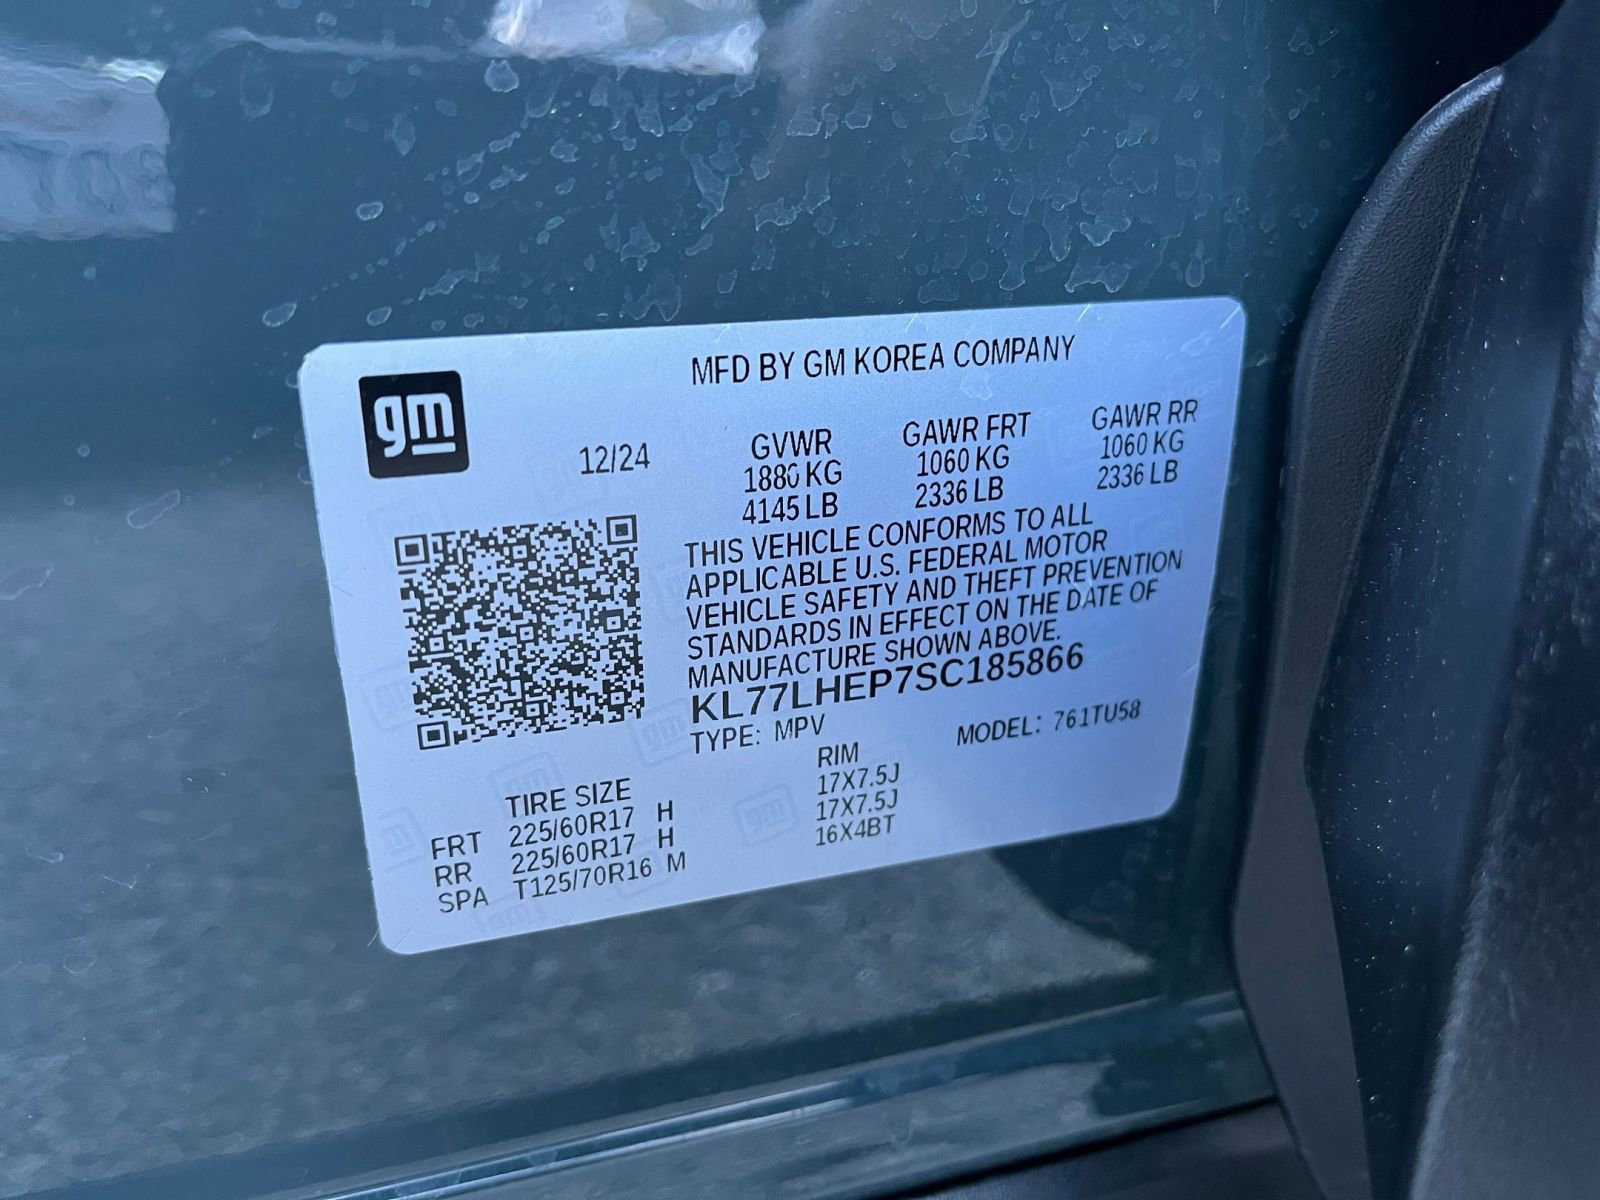 gm
MFD BY GM KOREA COMPANY
12/24
GVWR GAWR FRT GAWR RR
1880 KG 1060 KG 1060 KG
4145 LB 2336 LB 2336 LB
THIS VEHICLE CONFORMS TO ALL
APPLICABLE U.S. FEDERAL MOTOR
VEHICLE SAFETY AND THEFT PREVENTION
STANDARDS IN EFFECT ON THE DATE OF
MANUFACTURE SHOWN ABOVE.
KL77LHEP7SC185866
TYPE: MPV MODEL: 761TU58
TIRE SIZE RIM
FRT 225/60R17 H 17X7.5J
RR 225/60R17 H 17X7.5J
SPA T125/70R16 M 16X4BT